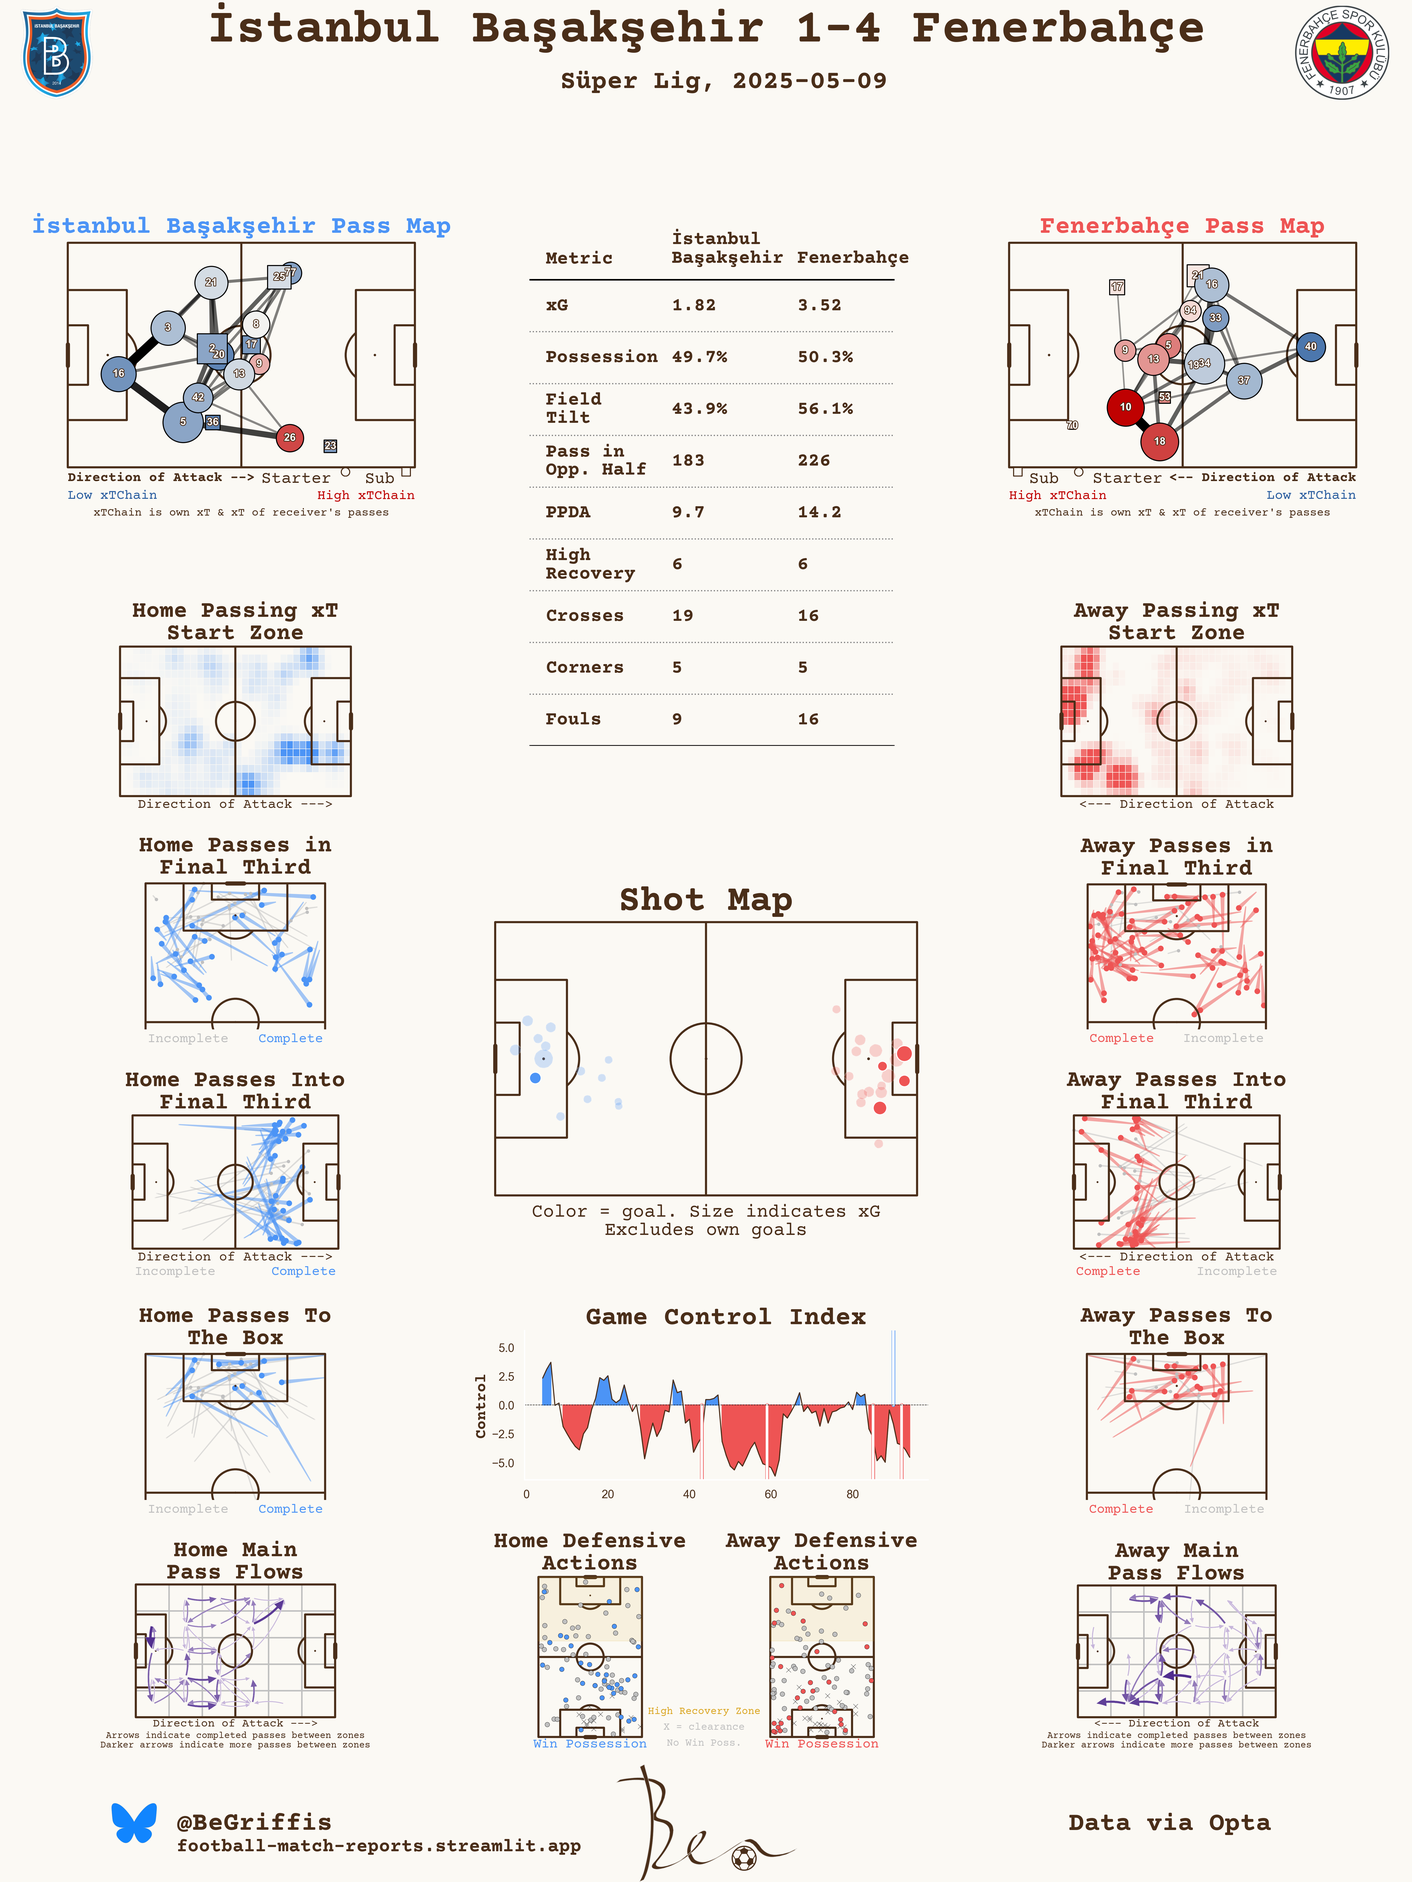 İstanbul Başakşehir 1-4 Fenerbahçe
Süper Lig, 2025-05-09
İSTANBUL BAŞAKŞEHİR
2014
FENERBAHÇE SPOR KULÜBÜ
★ 1907 ★
İstanbul Başakşehir Pass Map
21
25
77
3
8
2
20
17
9
16
13
42
5
36
26
23
Direction of Attack --> Starter Sub
Low xTChain High xTChain
xTChain is own xT & xT of receiver's passes
Metric İstanbul Başakşehir Fenerbahçe
xG 1.82 3.52
Possession 49.7% 50.3%
Field Tilt 43.9% 56.1%
Pass in Opp. Half 183 226
PPDA 9.7 14.2
High Recovery 6 6
Crosses 19 16
Corners 5 5
Fouls 9 16
Fenerbahçe Pass Map
17
21
16
94
33
9
5
13
19
34
40
37
10
53
70
18
Sub Starter <-- Direction of Attack
High xTChain Low xTChain
xTChain is own xT & xT of receiver's passes
Home Passing xT
Start Zone
Direction of Attack --->
Away Passing xT
Start Zone
<--- Direction of Attack
Home Passes in
Final Third
Incomplete Complete
Away Passes in
Final Third
Complete Incomplete
Shot Map
Color = goal. Size indicates xG
Excludes own goals
Home Passes Into
Final Third
Direction of Attack --->
Incomplete Complete
Away Passes Into
Final Third
<--- Direction of Attack
Complete Incomplete
Home Passes To
The Box
Incomplete Complete
Game Control Index
Control
5.0
2.5
0.0
−2.5
−5.0
0 20 40 60 80
Away Passes To
The Box
Complete Incomplete
Home Main
Pass Flows
Direction of Attack --->
Arrows indicate completed passes between zones
Darker arrows indicate more passes between zones
Home Defensive
Actions
Win Possession
High Recovery Zone
X = clearance
No Win Poss.
Away Defensive
Actions
Win Possession
Away Main
Pass Flows
<--- Direction of Attack
Arrows indicate completed passes between zones
Darker arrows indicate more passes between zones
@BeGriffis
football-match-reports.streamlit.app
Ben
Data via Opta